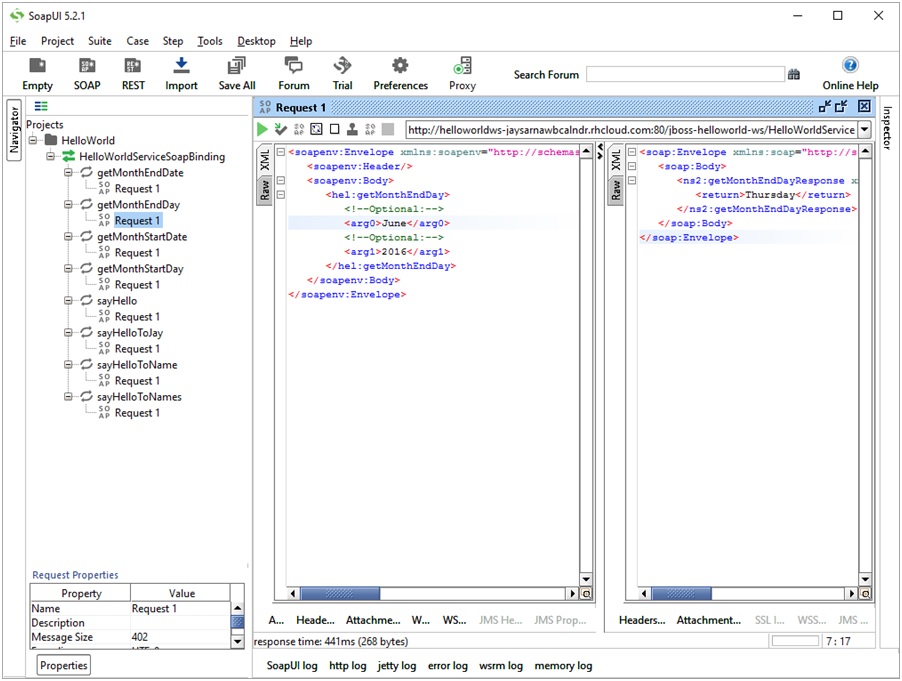 SoapUI 5.2.1
File Project Suite Case Step Tools Desktop Help
Empty SOAP REST Import Save All Forum Trial Preferences Proxy Search Forum Online Help
Navigator
Projects
HelloWorld
HelloWorldServiceSoapBinding
getMonthEndDate
Request 1
getMonthEndDay
Request 1
getMonthStartDate
Request 1
getMonthStartDay
Request 1
sayHello
Request 1
sayHelloToJay
Request 1
sayHelloToName
Request 1
sayHelloToNames
Request 1
Request Properties
Property Value
Name Request 1
Description
Message Size 402
Properties
Request 1
http://helloworldws-jaysarnawbcalndr.rhcloud.com:80/jboss-helloworld-ws/HelloWorldService
XML
Raw
<soapenv:Envelope xmlns:soapenv="http://schemas
<soapenv:Header/>
<soapenv:Body>
<hel:getMonthEndDay>
<!--Optional:-->
<arg0>June</arg0>
<!--Optional:-->
<arg1>2016</arg1>
</hel:getMonthEndDay>
</soapenv:Body>
</soapenv:Envelope>
A... Heade... Attachme... W... WS... JMS He... JMS Prop...
XML
Raw
<soap:Envelope xmlns:soap="http://s
<soap:Body>
<ns2:getMonthEndDayResponse x
<return>Thursday</return>
</ns2:getMonthEndDayResponse>
</soap:Body>
</soap:Envelope>
Headers... Attachment... SSL I... WSS... JMS ...
Inspector
response time: 441ms (268 bytes) 7 : 17
SoapUI log http log jetty log error log wsrm log memory log